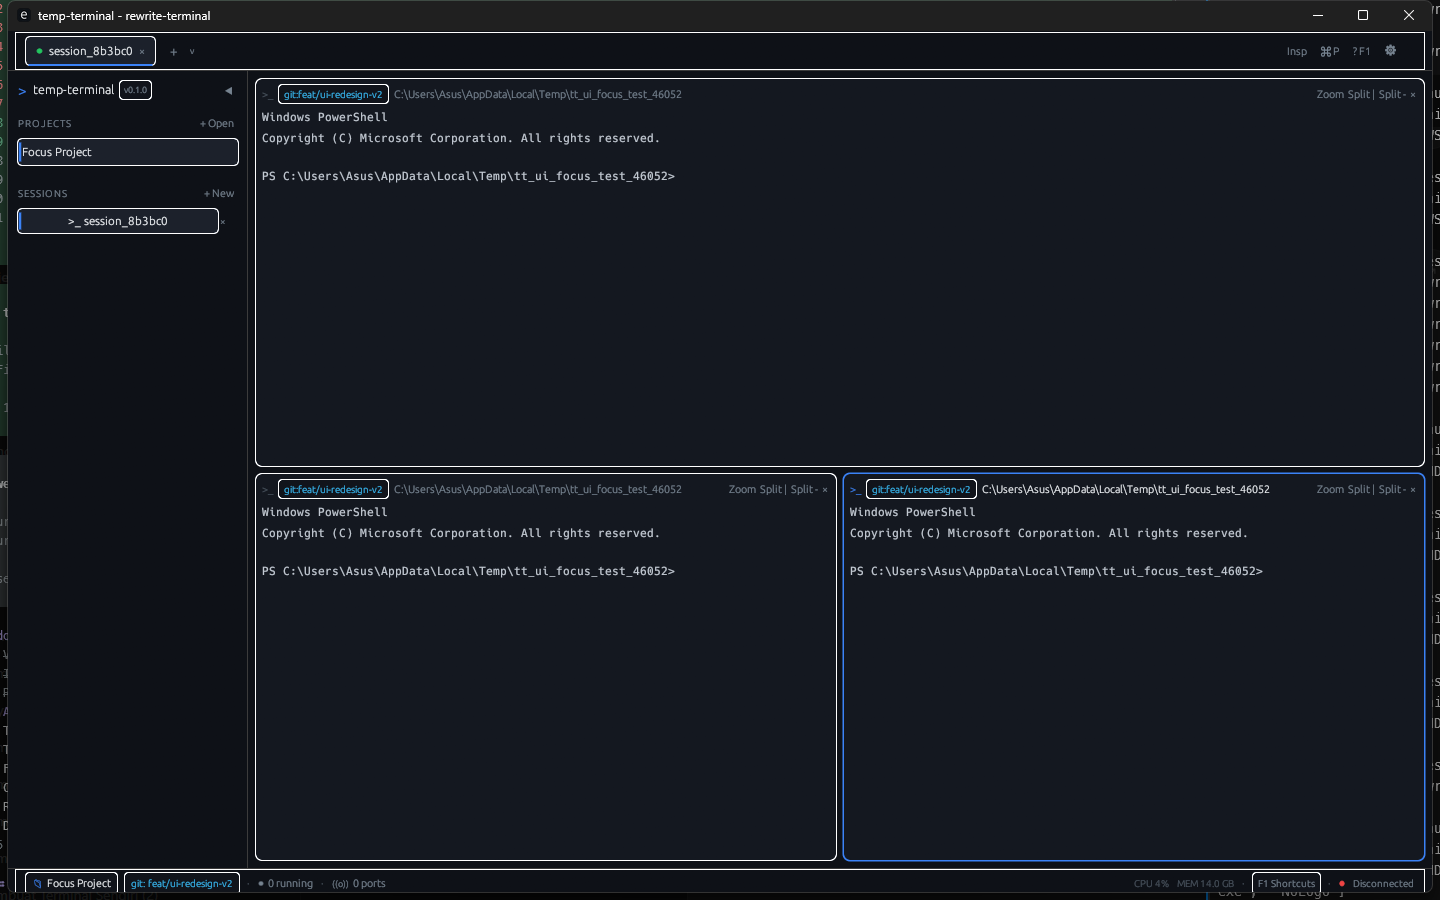 temp-terminal - rewrite-terminal
session_8b3bc0 × + v Insp ⌘P ?F1
> temp-terminal v0.1.0 ◀
PROJECTS +Open
Focus Project
SESSIONS +New
>_ session_8b3bc0 ×
>_ git:feat/ui-redesign-v2 C:\Users\Asus\AppData\Local\Temp\tt_ui_focus_test_46052 Zoom Split| Split- ×
Windows PowerShell
Copyright (C) Microsoft Corporation. All rights reserved.
PS C:\Users\Asus\AppData\Local\Temp\tt_ui_focus_test_46052>
>_ git:feat/ui-redesign-v2 C:\Users\Asus\AppData\Local\Temp\tt_ui_focus_test_46052 Zoom Split| Split- ×
Windows PowerShell
Copyright (C) Microsoft Corporation. All rights reserved.
PS C:\Users\Asus\AppData\Local\Temp\tt_ui_focus_test_46052>
>_ git:feat/ui-redesign-v2 C:\Users\Asus\AppData\Local\Temp\tt_ui_focus_test_46052 Zoom Split| Split- ×
Windows PowerShell
Copyright (C) Microsoft Corporation. All rights reserved.
PS C:\Users\Asus\AppData\Local\Temp\tt_ui_focus_test_46052>
Focus Project git: feat/ui-redesign-v2 · ● 0 running · ((o)) 0 ports CPU 4% MEM 14.0 GB · F1 Shortcuts · ● Disconnected